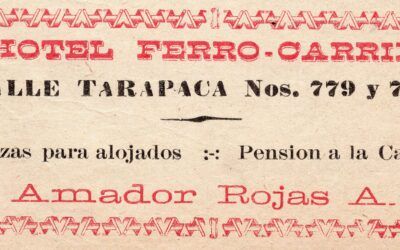 HOTEL FERRO-CARRI
ALLE TARAPACA Nos. 779 y 7
zas para alojados :-: Pension a la Ca
Amador Rojas A.